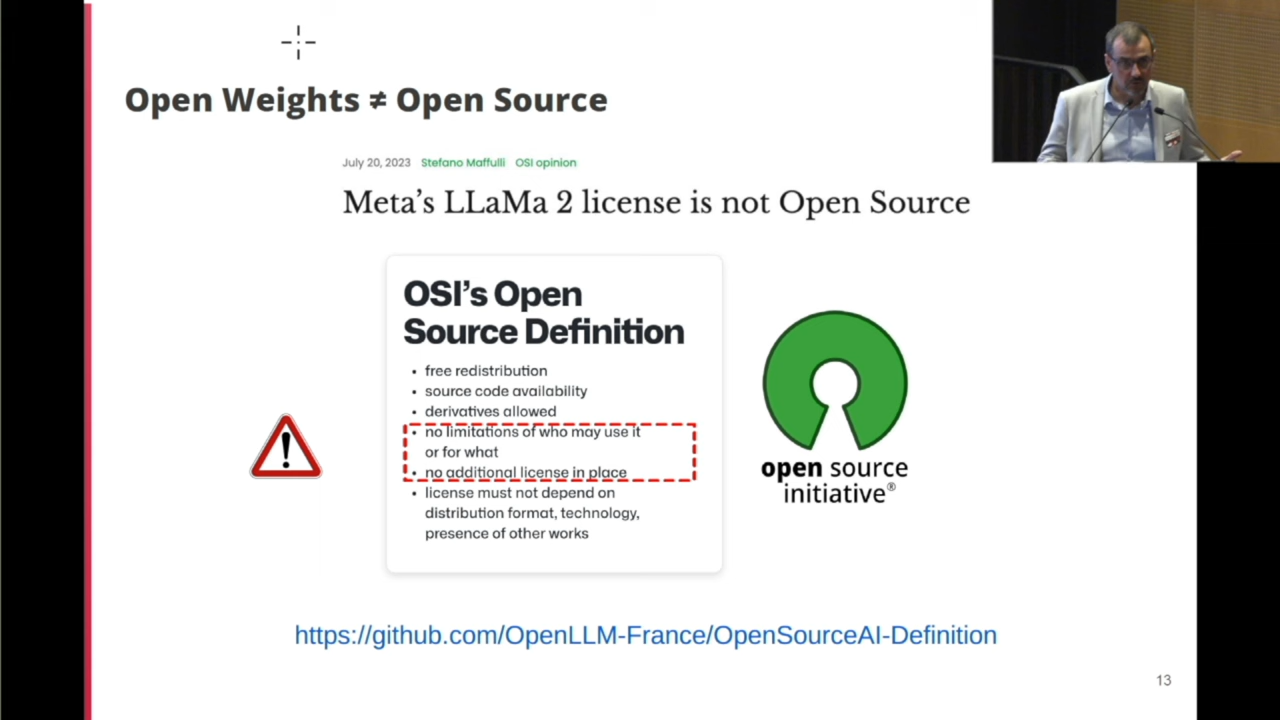 Open Weights ≠ Open Source
July 20, 2023 Stefano Maffulli OSI opinion
Meta's LLaMa 2 license is not Open Source
OSI's Open
Source Definition
• free redistribution
• source code availability
• derivatives allowed
• no limitations of who may use it
or for what
• no additional license in place
• license must not depend on
distribution format, technology,
presence of other works
open source
initiative®
https://github.com/OpenLLM-France/OpenSourceAI-Definition
13